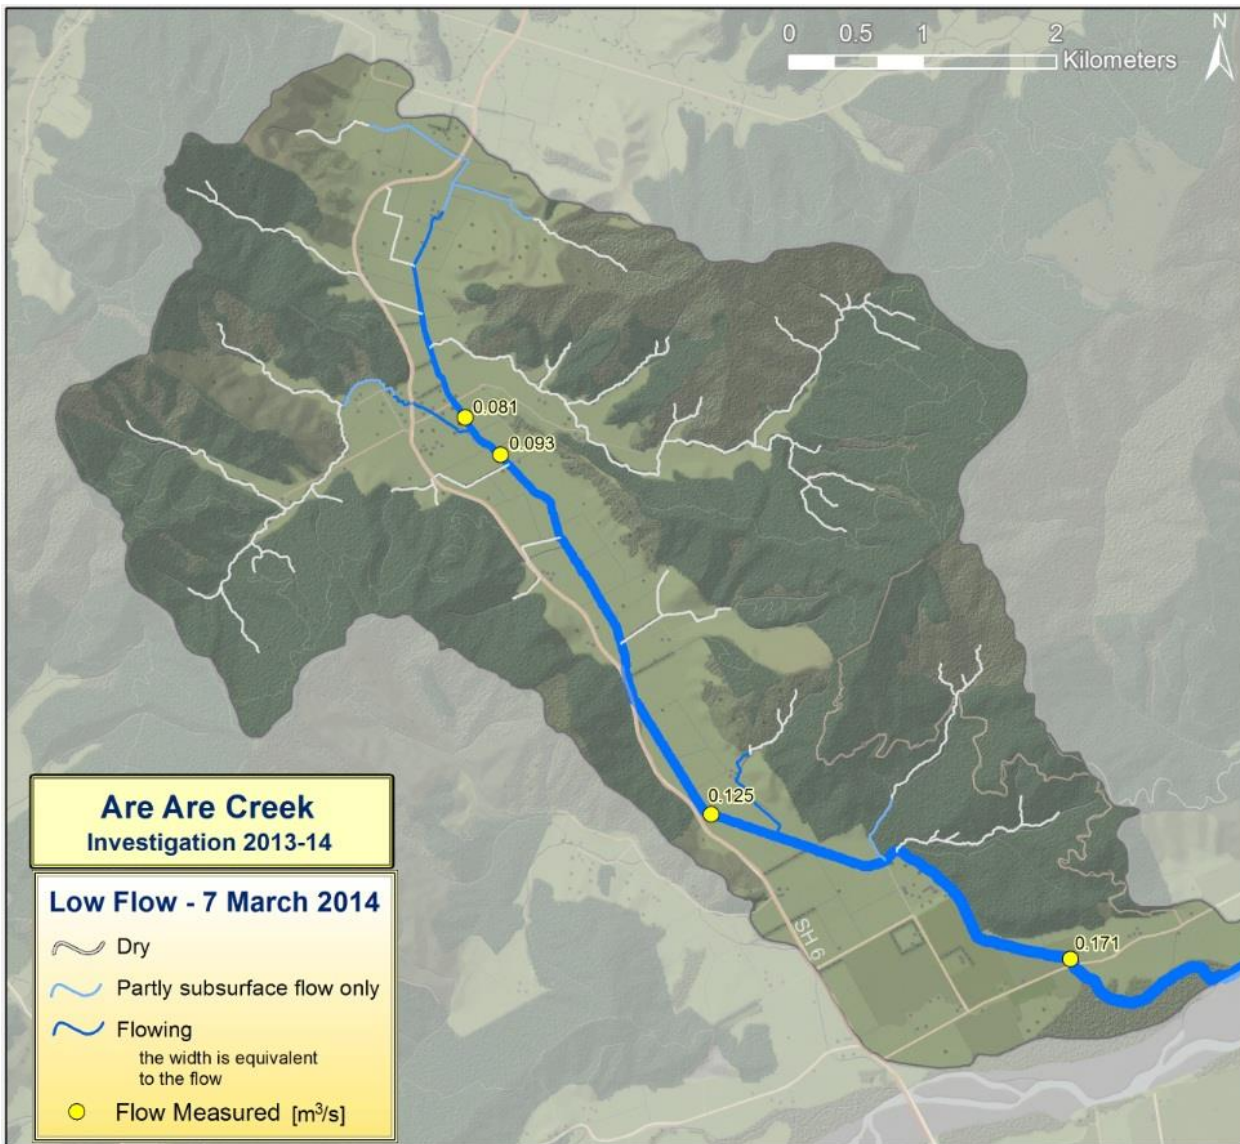 N
0 0.5 1 2
Kilometers
0.081
0.093
0.125
0.171
SH 6
Are Are Creek
Investigation 2013-14
Low Flow - 7 March 2014
Dry
Partly subsurface flow only
Flowing
the width is equivalent
to the flow
Flow Measured [m³/s]